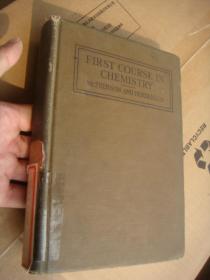 FIRST COURSE IN
CHEMISTRY
McPHERSON AND HENDERSON